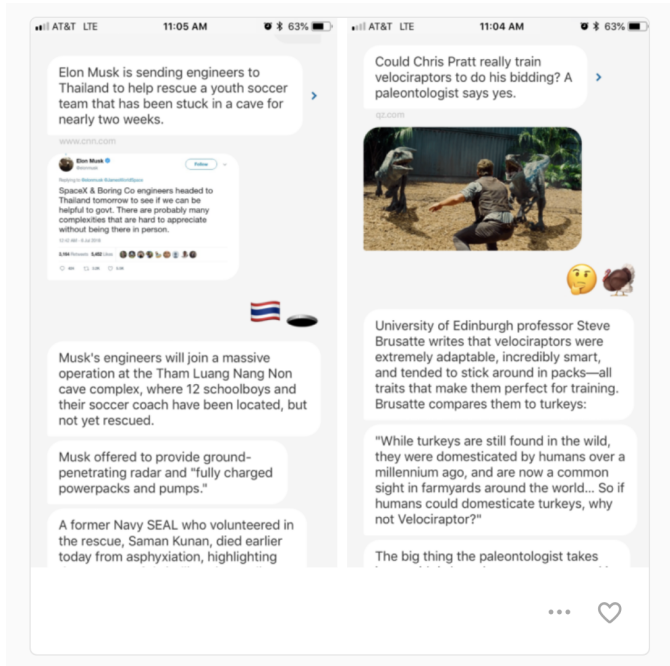 AT&T LTE 11:05 AM 63%
Elon Musk is sending engineers to
Thailand to help rescue a youth soccer
team that has been stuck in a cave for
nearly two weeks.
www.cnn.com
Elon Musk
Follow
SpaceX & Boring Co engineers headed to
Thailand tomorrow to see if we can be
helpful to govt. There are probably many
complexities that are hard to appreciate
without being there in person.
Musk's engineers will join a massive
operation at the Tham Luang Nang Non
cave complex, where 12 schoolboys and
their soccer coach have been located, but
not yet rescued.
Musk offered to provide ground-
penetrating radar and "fully charged
powerpacks and pumps."
A former Navy SEAL who volunteered in
the rescue, Saman Kunan, died earlier
today from asphyxiation, highlighting
AT&T LTE 11:04 AM 63%
Could Chris Pratt really train
velociraptors to do his bidding? A
paleontologist says yes.
qz.com
University of Edinburgh professor Steve
Brusatte writes that velociraptors were
extremely adaptable, incredibly smart,
and tended to stick around in packs—all
traits that make them perfect for training.
Brusatte compares them to turkeys:
"While turkeys are still found in the wild,
they were domesticated by humans over a
millennium ago, and are now a common
sight in farmyards around the world... So if
humans could domesticate turkeys, why
not Velociraptor?"
The big thing the paleontologist takes